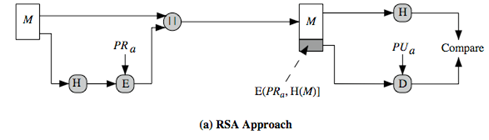 M
||
M
H
PRa
PUa
Compare
H
E
D
E(PRa, H(M)]
(a) RSA Approach